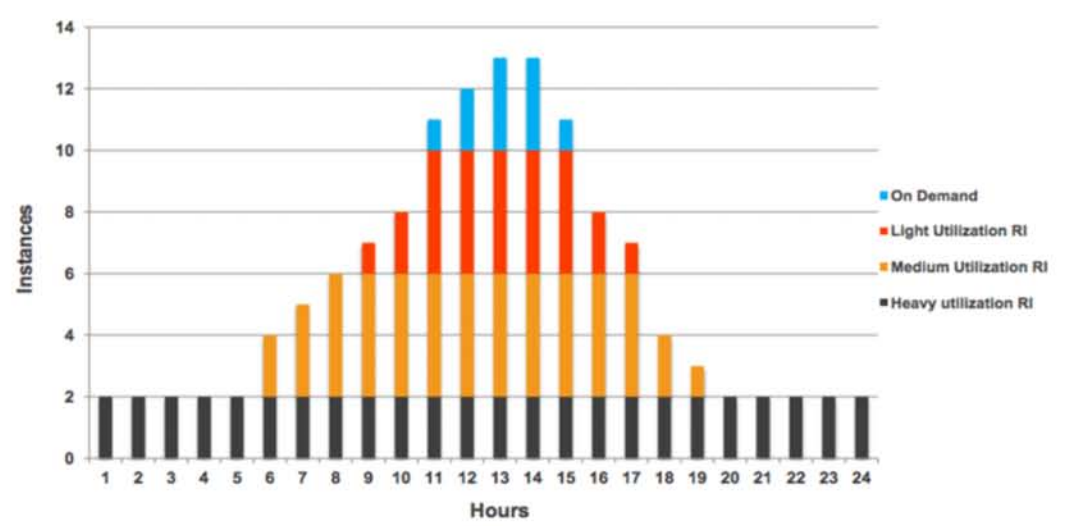 14
12
10
8
6
4
2
0
Instances
1 2 3 4 5 6 7 8 9 10 11 12 13 14 15 16 17 18 19 20 21 22 23 24
Hours
On Demand
Light Utilization RI
Medium Utilization RI
Heavy utilization RI